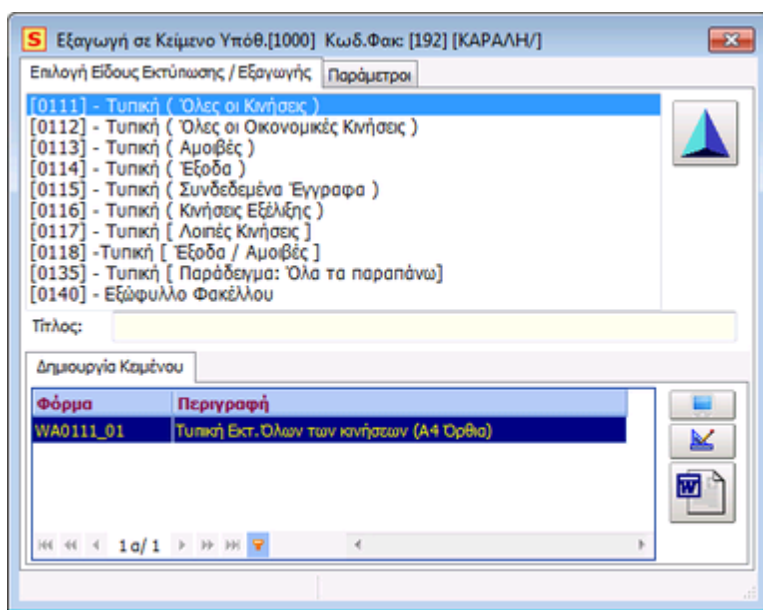 S Εξαγωγή σε Κείμενο Υπόθ.[1000] Κωδ.Φακ: [192] [ΚΑΡΑΛΗ/]
Επιλογή Είδους Εκτύπωσης / Εξαγωγής Παράμετροι
[0111] - Τυπική ( Όλες οι Κινήσεις )
[0112] - Τυπική ( Όλες οι Οικονομικές Κινήσεις )
[0113] - Τυπική ( Αμοιβές )
[0114] - Τυπική ( Έξοδα )
[0115] - Τυπική ( Συνδεδεμένα Έγγραφα )
[0116] - Τυπική ( Κινήσεις Εξέλιξης )
[0117] - Τυπική [ Λοιπές Κινήσεις ]
[0118] -Τυπική [ Έξοδα / Αμοιβές ]
[0135] - Τυπική [ Παράδειγμα: Όλα τα παραπάνω]
[0140] - Εξώφυλλο Φακέλλου
Τίτλος:
Δημιουργία Κειμένου
Φόρμα Περιγραφή
WA0111_01 Τυπική Εκτ. Όλων των κινήσεων (Α4 Όρθια)
W
1 α/ 1